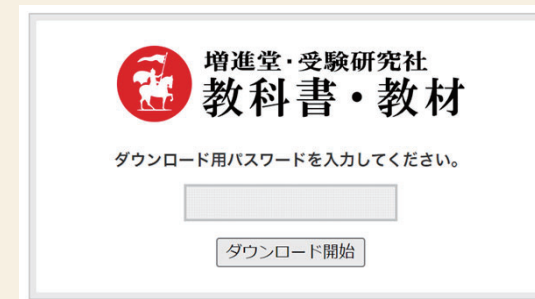 増進堂・受験研究社
教科書・教材
ダウンロード用パスワードを入力してください。
ダウンロード開始